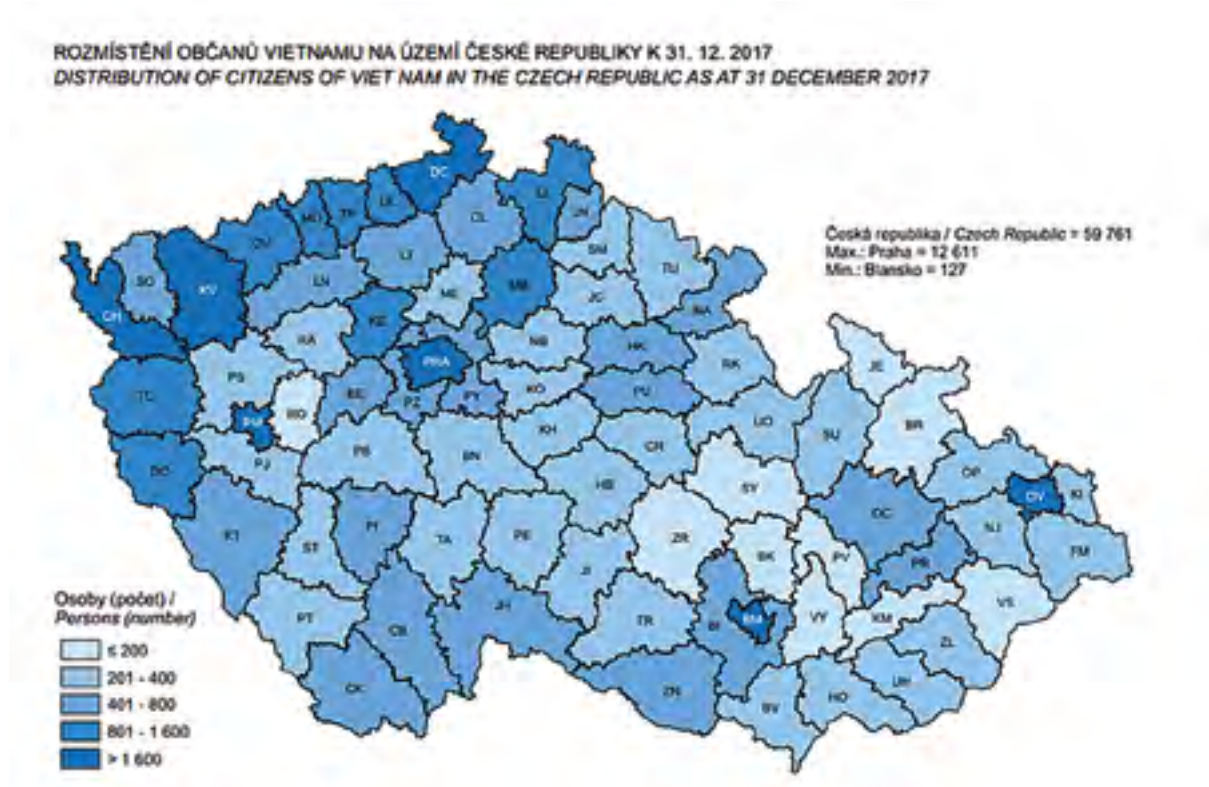 ROZMÍSTĚNÍ OBČANŮ VIETNAMU NA ÚZEMÍ ČESKÉ REPUBLIKY K 31. 12. 2017
DISTRIBUTION OF CITIZENS OF VIET NAM IN THE CZECH REPUBLIC AS AT 31 DECEMBER 2017
DC
LI
JN
MO
TP
UL
CL
CV
LT
SM
TU
Česká republika / Czech Republic = 59 761
Max.: Praha = 12 611
Min.: Blansko = 127
SO
KV
LN
ME
MB
JC
NA
CH
RA
KD
NB
HK
RK
PHA
JE
PS
TC
RO
BE
PZ
PY
KO
PU
BR
UO
SU
PJ
PB
BN
KH
CR
DO
HB
OP
OV
KI
SY
OC
NJ
FM
KT
ST
PI
TA
PE
ZR
BK
PV
PR
JI
VS
Osoby (počet) /
Persons (number)
PT
CB
JH
TR
BI
BM
VY
KM
ZL
≤ 200
201 - 400
401 - 800
801 - 1 600
> 1 600
CK
ZN
BV
HO
UH